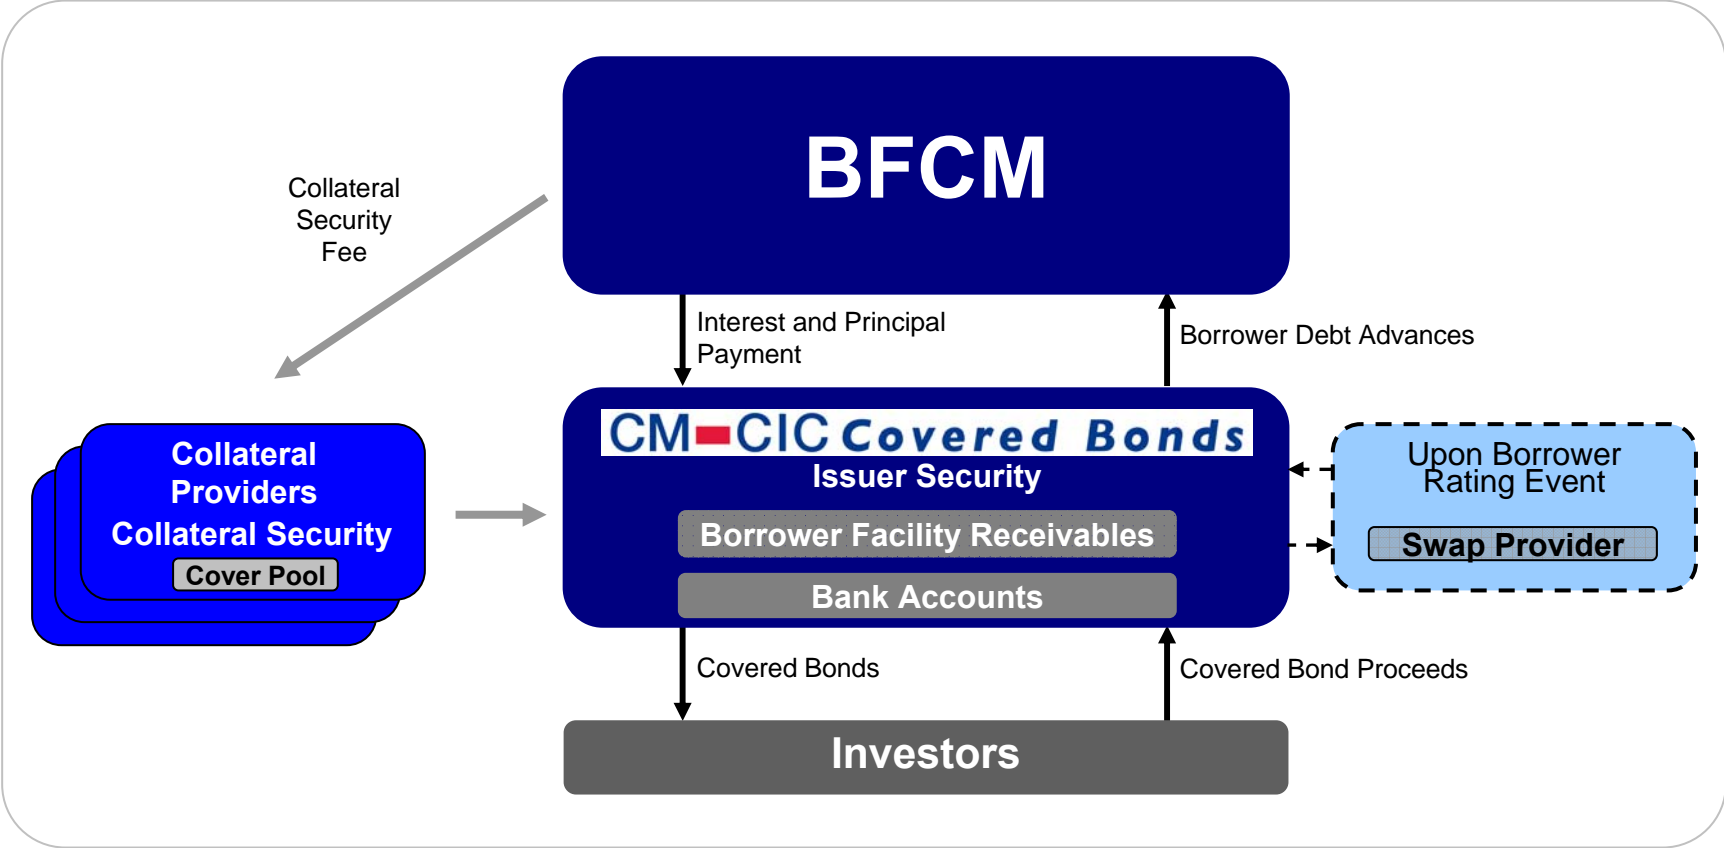 BFCM
Collateral
Security
Fee
Interest and Principal
Payment
Borrower Debt Advances
CM-CIC Covered Bonds
Issuer Security
Borrower Facility Receivables
Bank Accounts
Collateral
Providers
Collateral Security
Cover Pool
Upon Borrower
Rating Event
Swap Provider
Covered Bonds
Covered Bond Proceeds
Investors